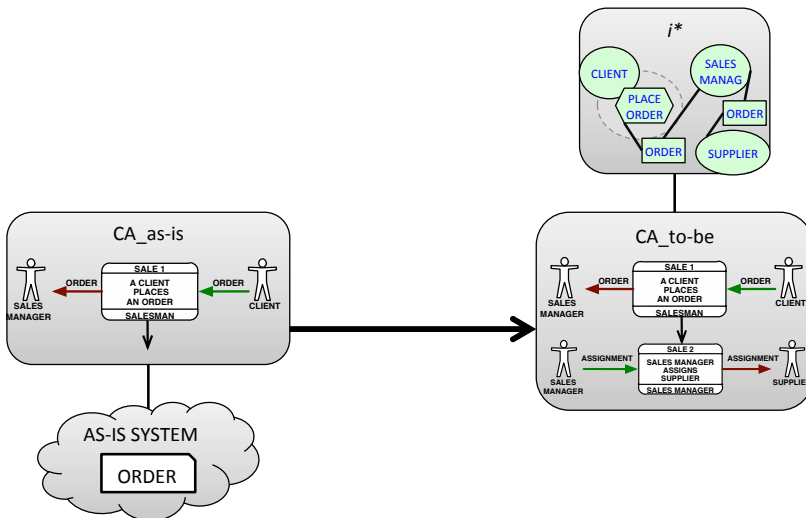 i*
CLIENT
SALES
MANAG
PLACE
ORDER
ORDER
ORDER
SUPPLIER
CA_as-is
SALE 1
ORDER
A CLIENT
PLACES
AN ORDER
ORDER
SALES
MANAGER
SALESMAN
CLIENT
AS-IS SYSTEM
ORDER
CA_to-be
SALE 1
ORDER
A CLIENT
PLACES
AN ORDER
ORDER
SALES
MANAGER
SALESMAN
CLIENT
SALE 2
ASSIGNMENT
SALES MANAGER
ASSIGNS
SUPPLIER
ASSIGNMENT
SALES
MANAGER
SALES MANAGER
SUPPLIE